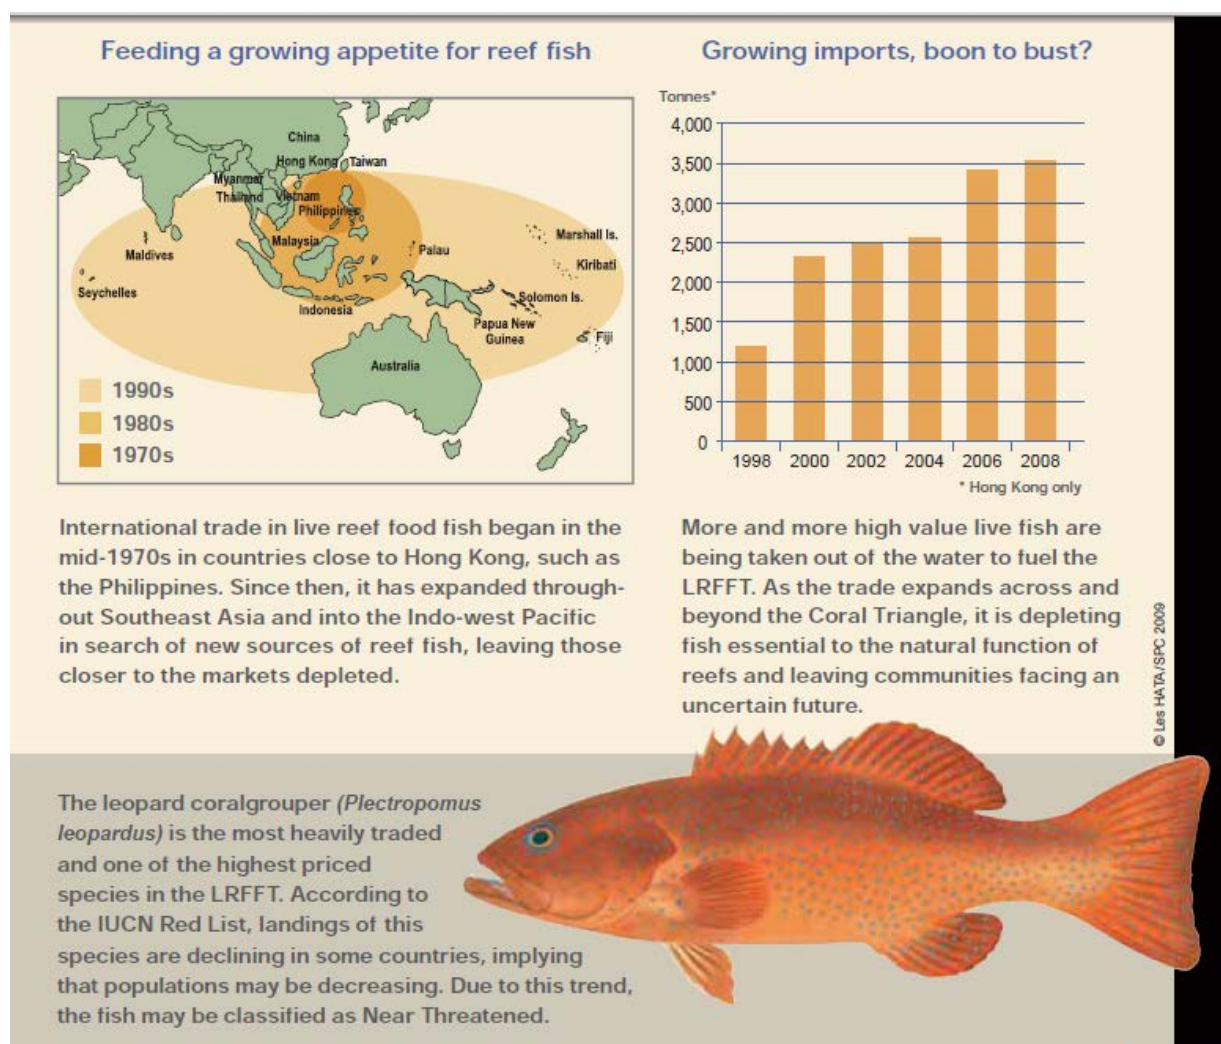 Feeding a growing appetite for reef fish
China
Hong Kong
Taiwan
Myanmar
Thailand
Vietnam
Philippines
Malaysia
Maldives
Seychelles
Indonesia
Palau
Marshall Is.
Kiribati
Solomon Is.
Papua New
Guinea
Fiji
Australia
1990s
1980s
1970s
International trade in live reef food fish began in the
mid-1970s in countries close to Hong Kong, such as
the Philippines. Since then, it has expanded through-
out Southeast Asia and into the Indo-west Pacific
in search of new sources of reef fish, leaving those
closer to the markets depleted.
Growing imports, boon to bust?
Tonnes*
4,000
3,500
3,000
2,500
2,000
1,500
1,000
500
0
1998 2000 2002 2004 2006 2008
* Hong Kong only
More and more high value live fish are
being taken out of the water to fuel the
LRFFT. As the trade expands across and
beyond the Coral Triangle, it is depleting
fish essential to the natural function of
reefs and leaving communities facing an
uncertain future.
© Les HATA/SPC 2009
The leopard coralgrouper (Plectropomus
leopardus) is the most heavily traded
and one of the highest priced
species in the LRFFT. According to
the IUCN Red List, landings of this
species are declining in some countries, implying
that populations may be decreasing. Due to this trend,
the fish may be classified as Near Threatened.